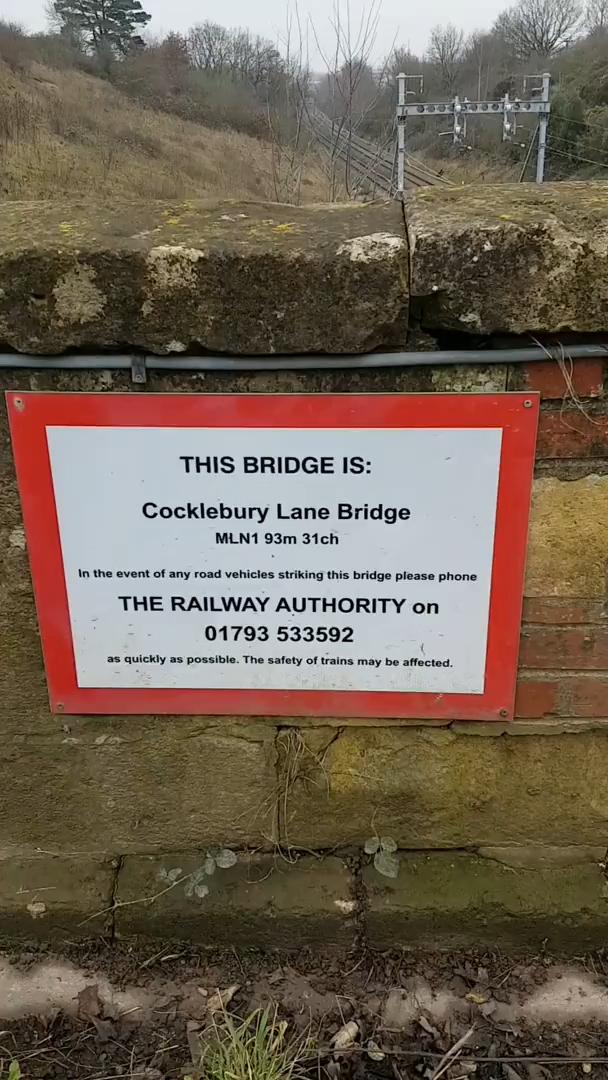 THIS BRIDGE IS:
Cocklebury Lane Bridge
MLN1 93m 31ch
In the event of any road vehicles striking this bridge please phone
THE RAILWAY AUTHORITY on
01793 533592
as quickly as possible. The safety of trains may be affected.